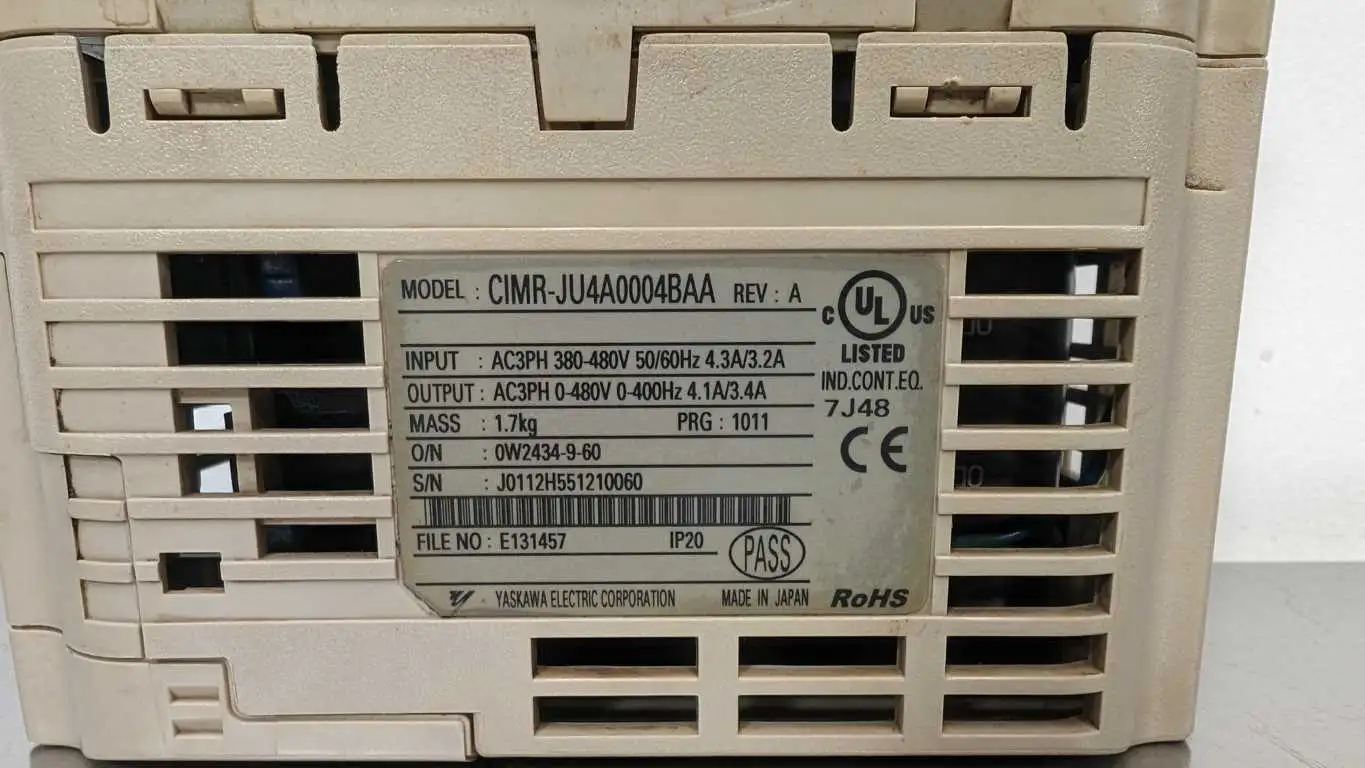 MODEL : CIMR-JU4A0004BAA REV : A
C UL US
LISTED
IND.CONT.EQ.
7J48
CE
INPUT : AC3PH 380-480V 50/60Hz 4.3A/3.2A
OUTPUT : AC3PH 0-480V 0-400Hz 4.1A/3.4A
MASS : 1.7kg PRG : 1011
O/N : 0W2434-9-60
S/N : J0112H551210060
FILE NO : E131457 IP20
PASS
YASKAWA ELECTRIC CORPORATION MADE IN JAPAN RoHS